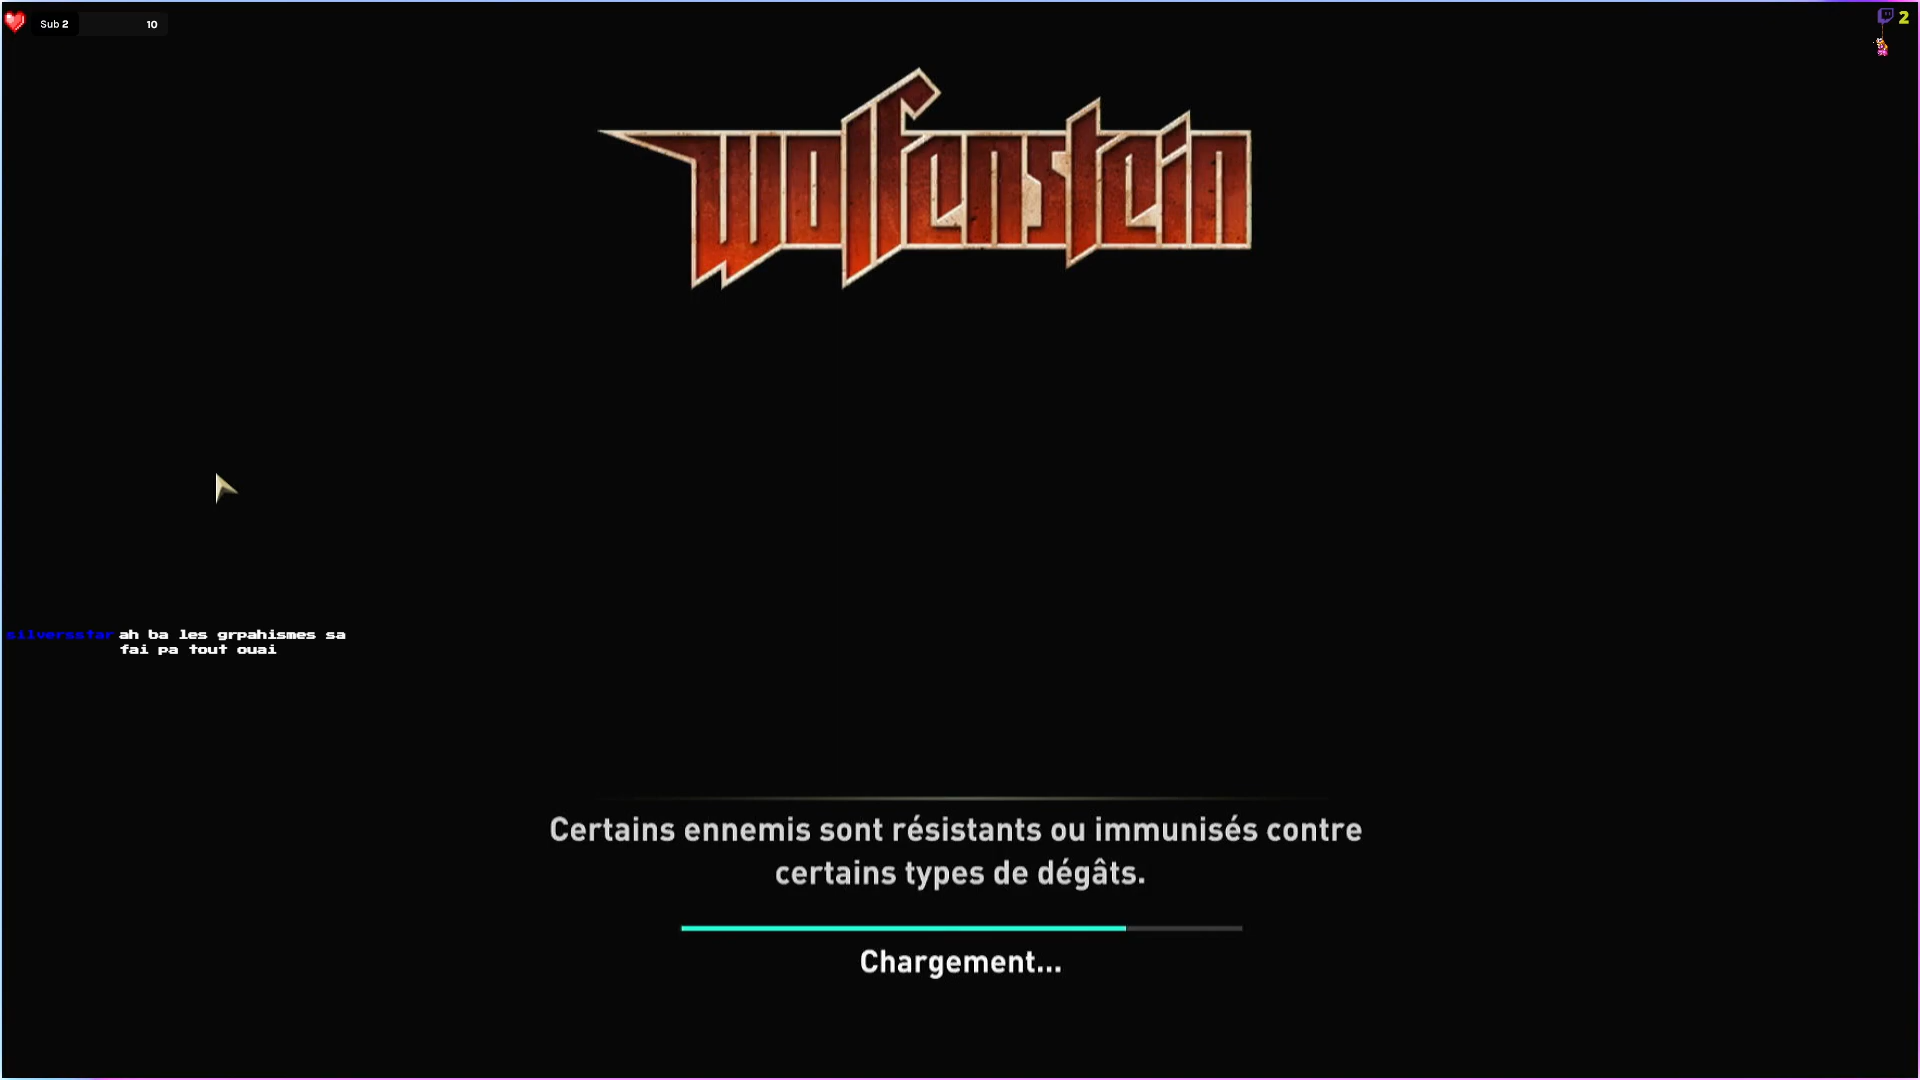 Sub 2 10
2
wolfenstein
silversstar ah ba les grpahismes sa
fai pa tout ouai
Certains ennemis sont résistants ou immunisés contre
certains types de dégâts.
Chargement...